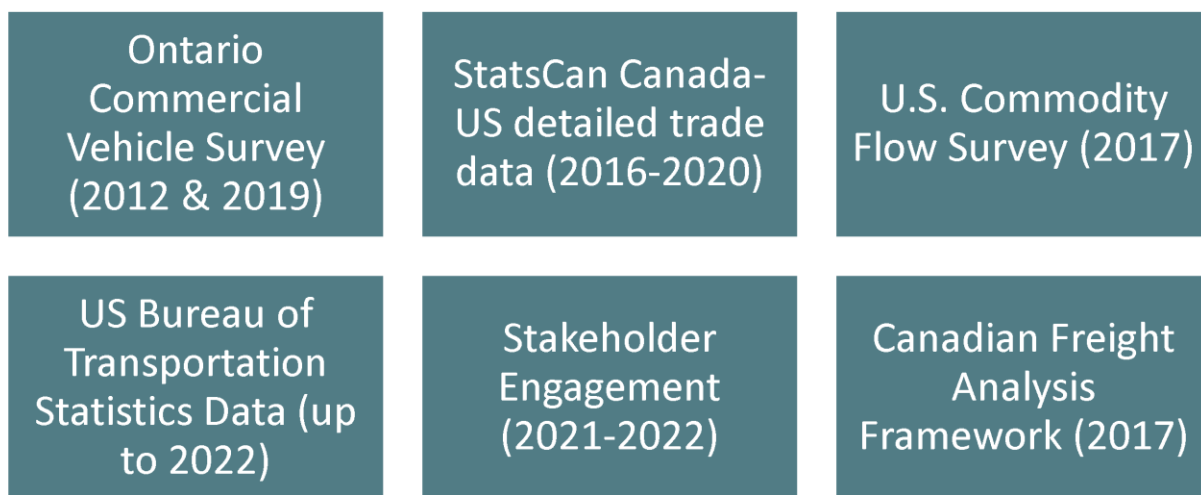 Ontario
Commercial
Vehicle Survey
(2012 & 2019)
StatsCan Canada-
US detailed trade
data (2016-2020)
U.S. Commodity
Flow Survey (2017)
US Bureau of
Transportation
Statistics Data (up
to 2022)
Stakeholder
Engagement
(2021-2022)
Canadian Freight
Analysis
Framework (2017)